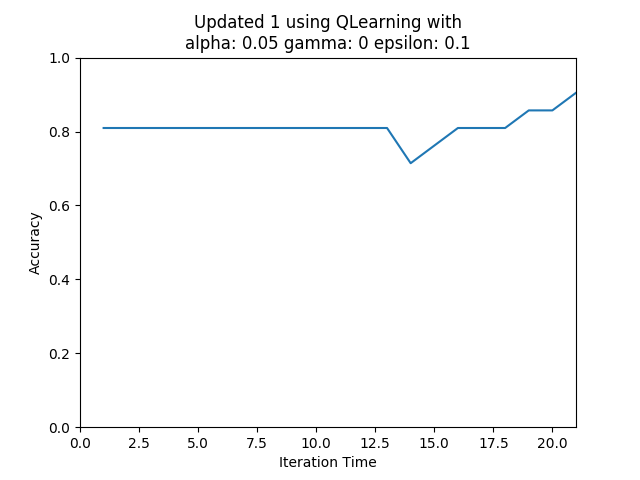 Updated 1 using QLearning with
alpha: 0.05 gamma: 0 epsilon: 0.1
1.0
0.8
0.6
0.4
0.2
0.0
Accuracy
0.0 2.5 5.0 7.5 10.0 12.5 15.0 17.5 20.0
Iteration Time